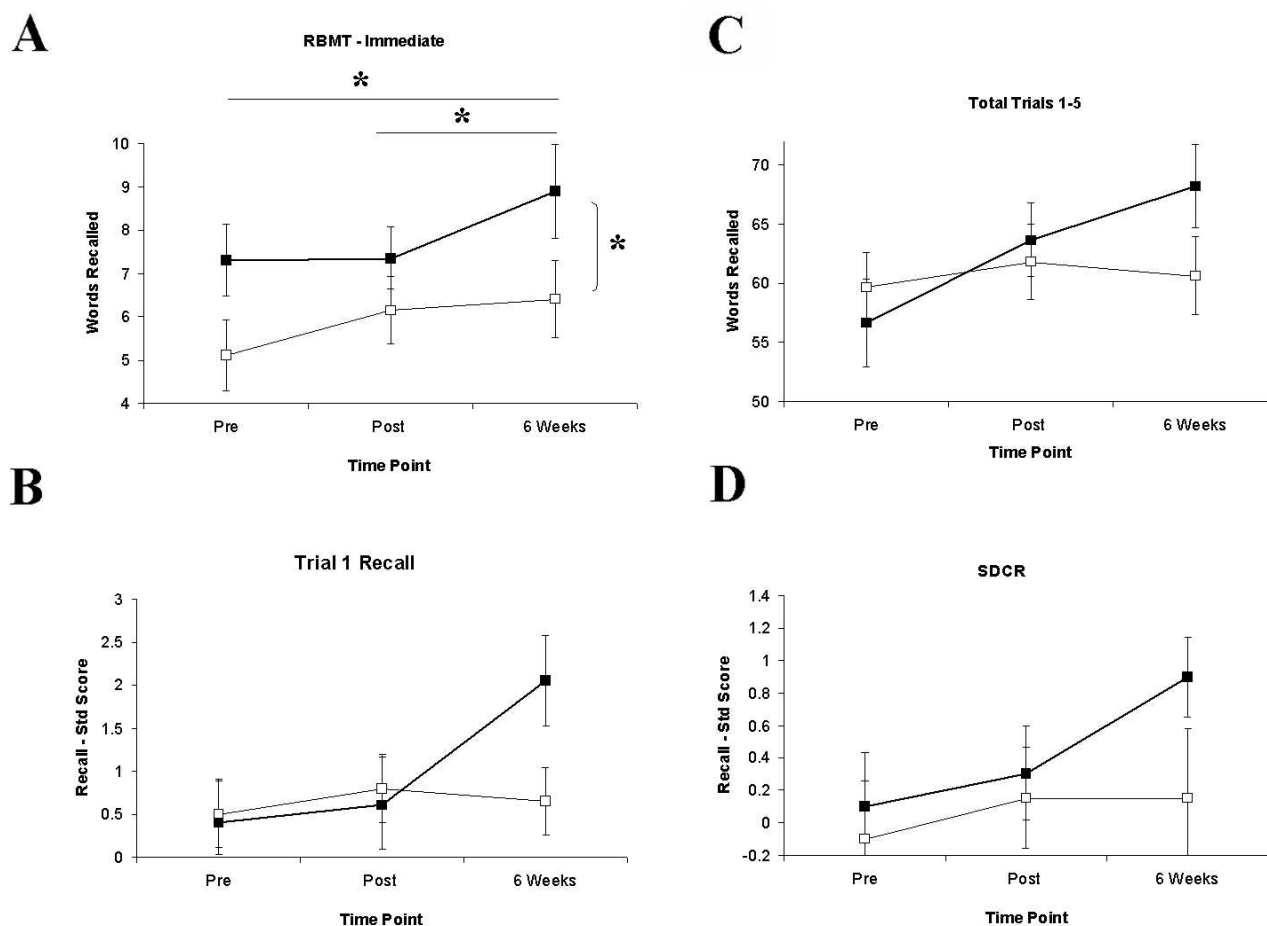 A
RBMT - Immediate
*
*
*
Words Recalled
10
9
8
7
6
5
4
Pre Post 6 Weeks
Time Point
B
Trial 1 Recall
Recall - Std Score
3
2.5
2
1.5
1
0.5
0
Pre Post 6 Weeks
Time Point
C
Total Trials 1-5
Words Recalled
70
65
60
55
50
Pre Post 6 Weeks
Time Point
D
SDCR
Recall - Std Score
1.4
1.2
1
0.8
0.6
0.4
0.2
0
-0.2
Pre Post 6 Weeks
Time Point